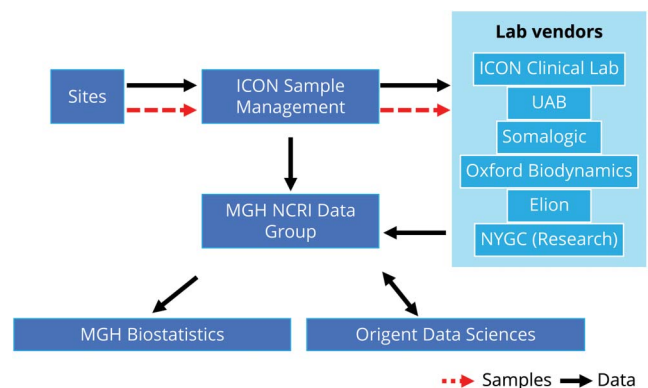 Lab vendors
Sites
ICON Sample
Management
ICON Clinical Lab
UAB
Somalogic
Oxford Biodynamics
Elion
NYGC (Research)
MGH NCRI Data
Group
MGH Biostatistics
Origent Data Sciences
Samples
Data